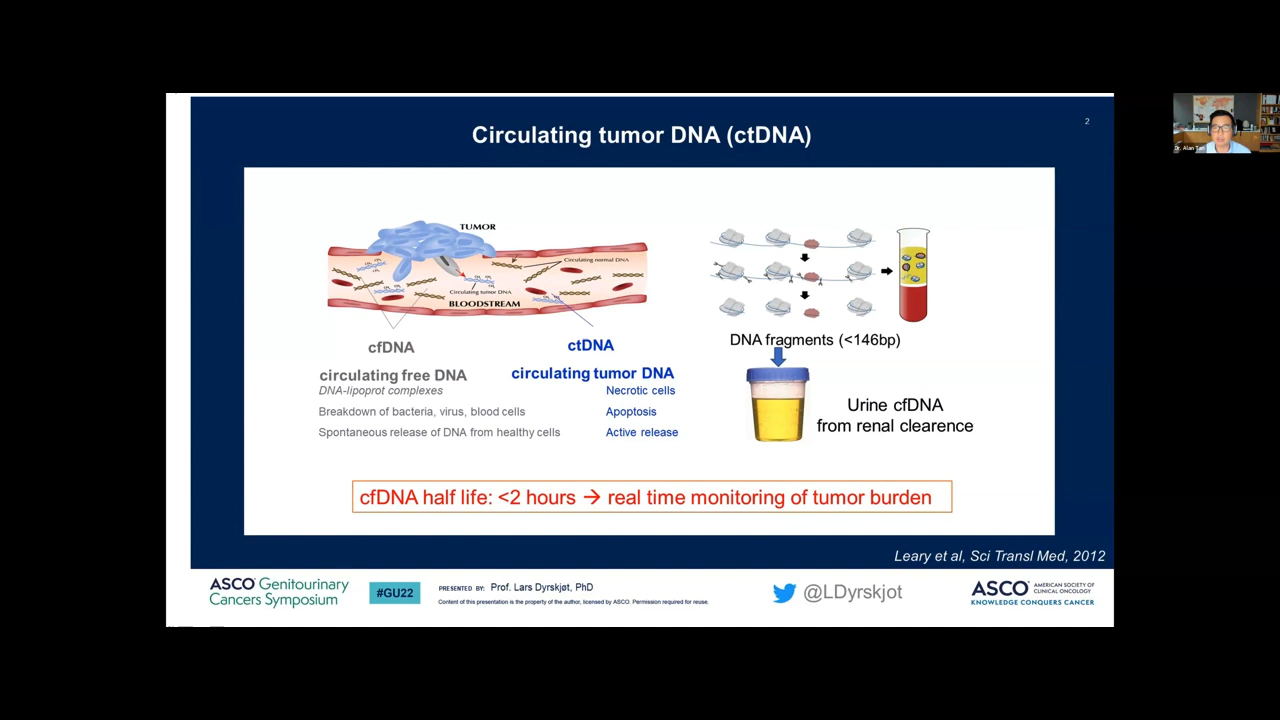 2
Circulating tumor DNA (ctDNA)
TUMOR
Circulating normal DNA
Circulating tumor DNA
BLOODSTREAM
cfDNA
ctDNA
circulating free DNA
circulating tumor DNA
DNA-lipoprot complexes
Necrotic cells
Breakdown of bacteria, virus, blood cells
Apoptosis
Spontaneous release of DNA from healthy cells
Active release
DNA fragments (<146bp)
Urine cfDNA
from renal clearence
cfDNA half life: <2 hours → real time monitoring of tumor burden
Leary et al, Sci Transl Med, 2012
ASCO® Genitourinary
Cancers Symposium
#GU22
PRESENTED BY: Prof. Lars Dyrskjøt, PhD
Content of this presentation is the property of the author, licensed by ASCO. Permission required for reuse.
@LDyrskjot
ASCO® AMERICAN SOCIETY OF
CLINICAL ONCOLOGY
KNOWLEDGE CONQUERS CANCER
Dr. Alan Tan